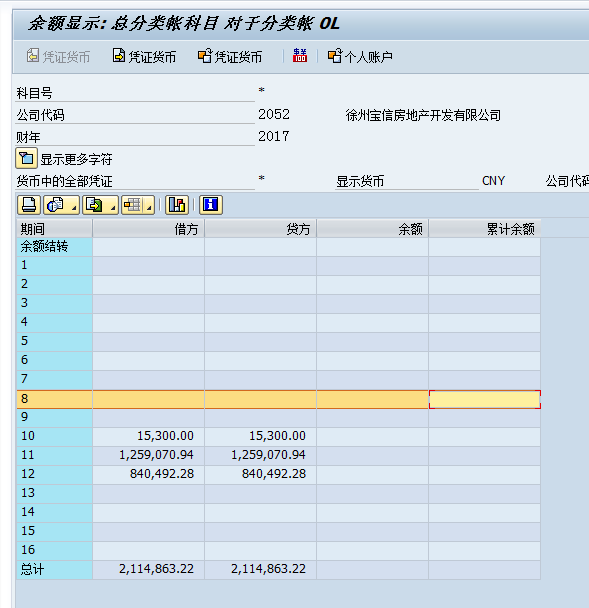 余额显示: 总分类帐科目 对于分类帐 0L
凭证货币 凭证货币 凭证货币 个人账户
科目号 *
公司代码 2052 徐州宝信房地产开发有限公司
财年 2017
显示更多字符
货币中的全部凭证 * 显示货币 CNY 公司代码
期间 借方 贷方 余额 累计余额
余额结转
1
2
3
4
5
6
7
8
9
10 15,300.00 15,300.00
11 1,259,070.94 1,259,070.94
12 840,492.28 840,492.28
13
14
15
16
总计 2,114,863.22 2,114,863.22